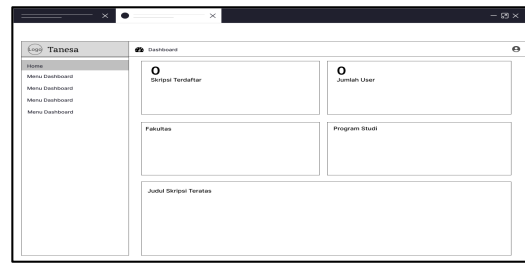 Logo Tanesa
Dashboard
Home
Menu Dashboard
Menu Dashboard
Menu Dashboard
Menu Dashboard
0
Skripsi Terdaftar
0
Jumlah User
Fakultas
Program Studi
Judul Skripsi Teratas